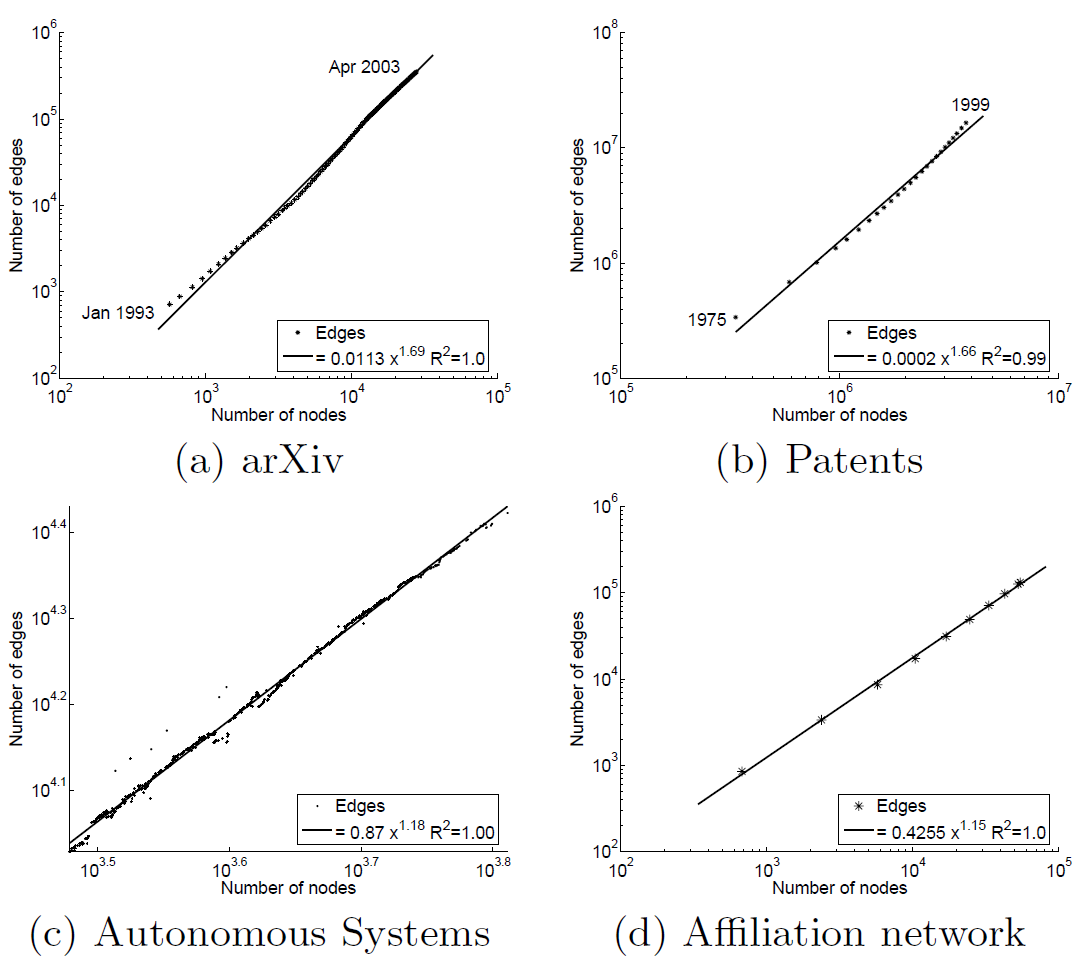 10^6
10^5
10^4
10^3
10^2
Number of edges
Apr 2003
Jan 1993
Edges
= 0.0113 x^1.69 R^2=1.0
10^2 10^3 10^4 10^5
Number of nodes
(a) arXiv
10^8
10^7
10^6
10^5
Number of edges
1999
1975
Edges
= 0.0002 x^1.66 R^2=0.99
10^5 10^6 10^7
Number of nodes
(b) Patents
10^4.4
10^4.3
10^4.2
10^4.1
Number of edges
Edges
= 0.87 x^1.18 R^2=1.00
10^3.5 10^3.6 10^3.7 10^3.8
Number of nodes
(c) Autonomous Systems
10^6
10^5
10^4
10^3
10^2
Number of edges
Edges
= 0.4255 x^1.15 R^2=1.0
10^2 10^3 10^4 10^5
Number of nodes
(d) Affiliation network